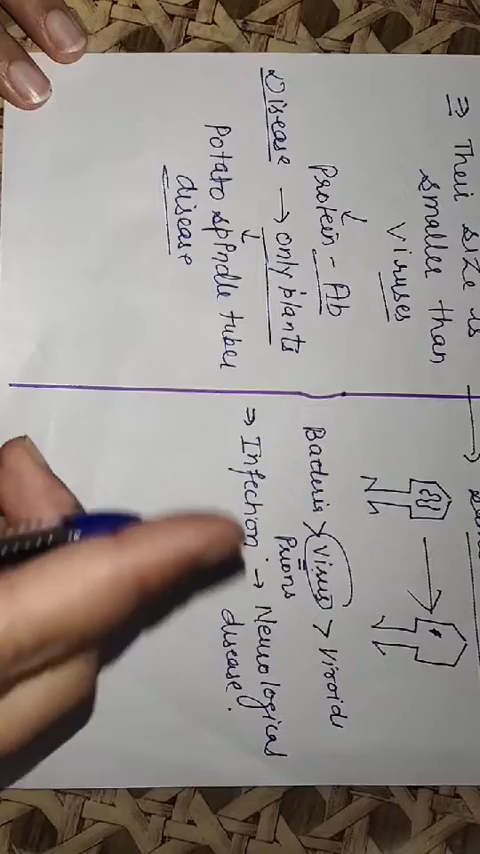 ⇒ Their size is
smaller than
viruses
Protein - Ab
Disease → only plants
Potato spindle tuber
disease
Bacteria > Virus > Viroids
= Prions
⇒ Infection → Neurological
disease.